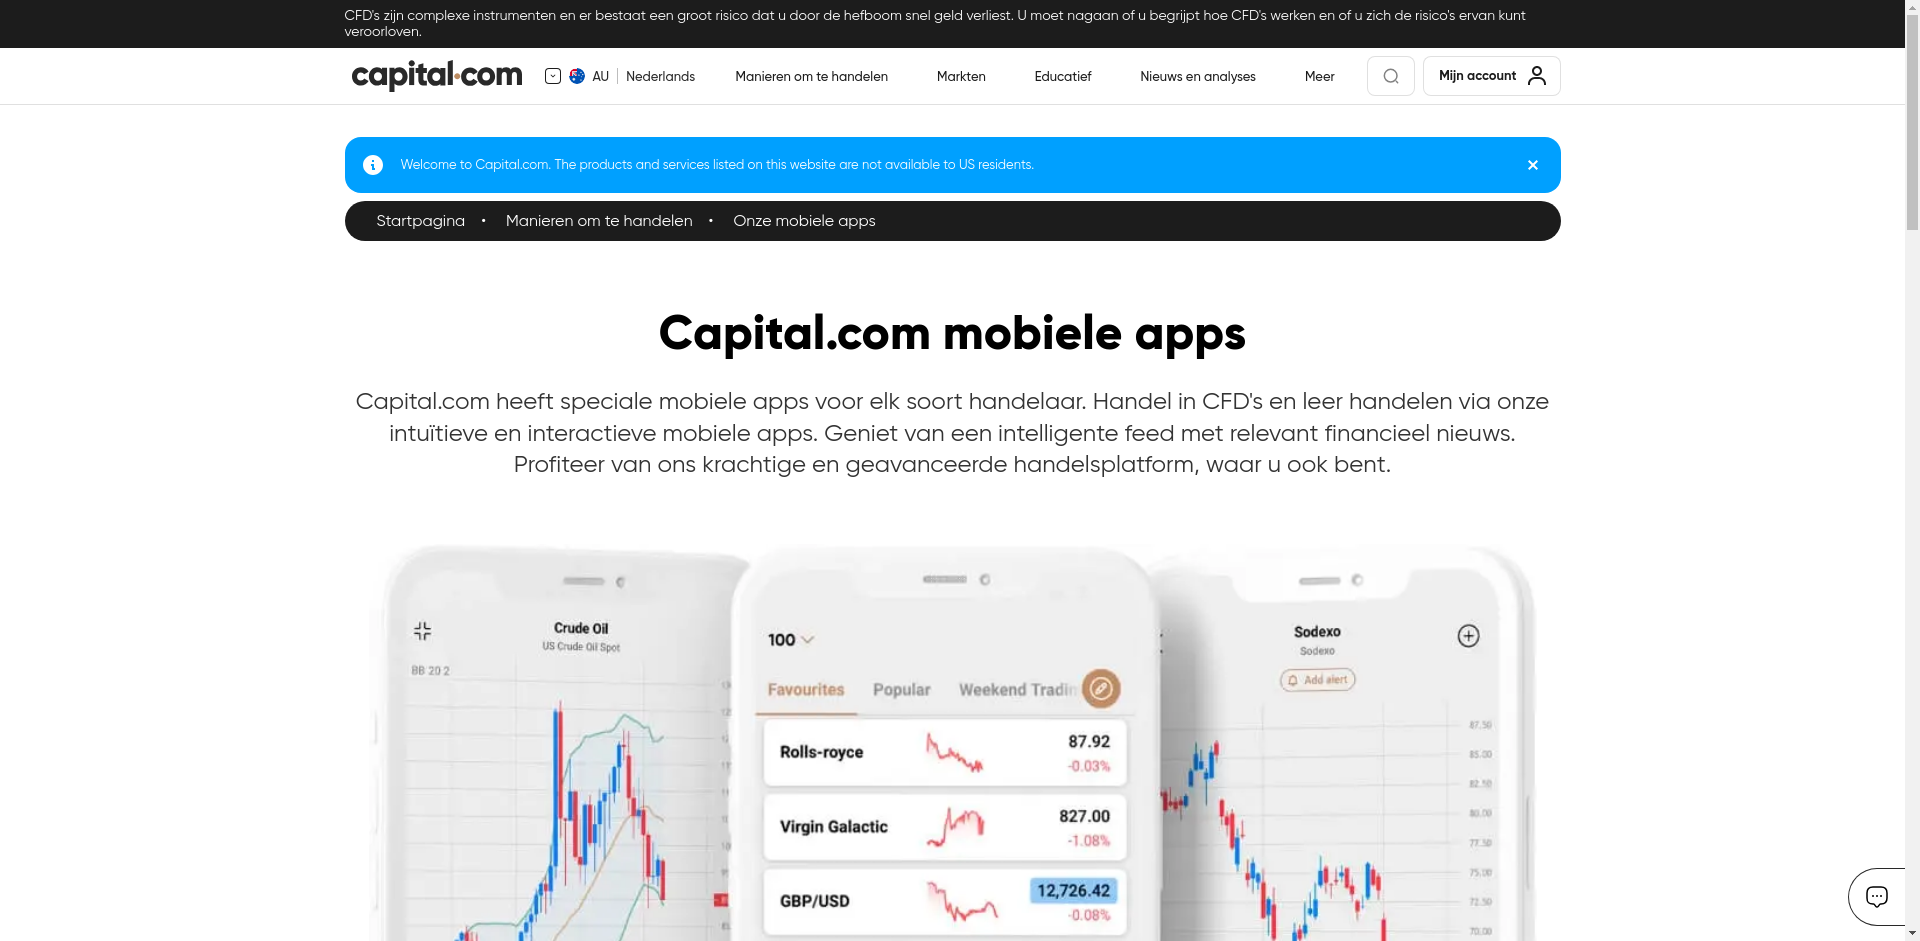 CFD's zijn complexe instrumenten en er bestaat een groot risico dat u door de hefboom snel geld verliest. U moet nagaan of u begrijpt hoe CFD's werken en of u zich de risico's ervan kunt
veroorloven.
capital.com
AU
Nederlands
Manieren om te handelen
Markten
Educatief
Nieuws en analyses
Meer
Mijn account
Welcome to Capital.com. The products and services listed on this website are not available to US residents.
Startpagina • Manieren om te handelen • Onze mobiele apps
Capital.com mobiele apps
Capital.com heeft speciale mobiele apps voor elk soort handelaar. Handel in CFD's en leer handelen via onze
intuïtieve en interactieve mobiele apps. Geniet van een intelligente feed met relevant financieel nieuws.
Profiteer van ons krachtige en geavanceerde handelsplatform, waar u ook bent.
Crude Oil
US Crude Oil Spot
BB 20 2
100
Favourites
Popular
Weekend Tradin
Rolls-royce
87.92
-0.03%
Virgin Galactic
827.00
-1.08%
GBP/USD
12,726.42
-0.08%
Sodexo
Sodexo
Add alert
87.50
85.00
82.50
80.00
77.50
75.00
72.50
70.00